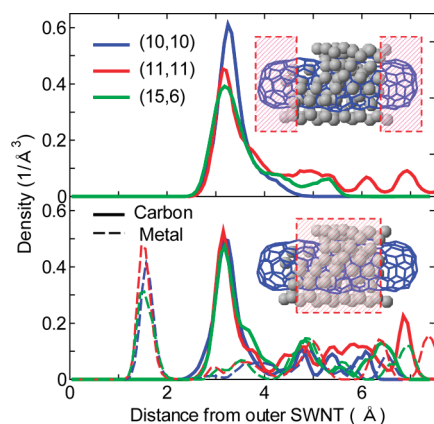 (10,10)
(11,11)
(15,6)
0.6
0.4
0.2
0
Density (1/Å³)
Carbon
Metal
0.6
0.4
0.2
0
0 2 4 6
Distance from outer SWNT ( Å)